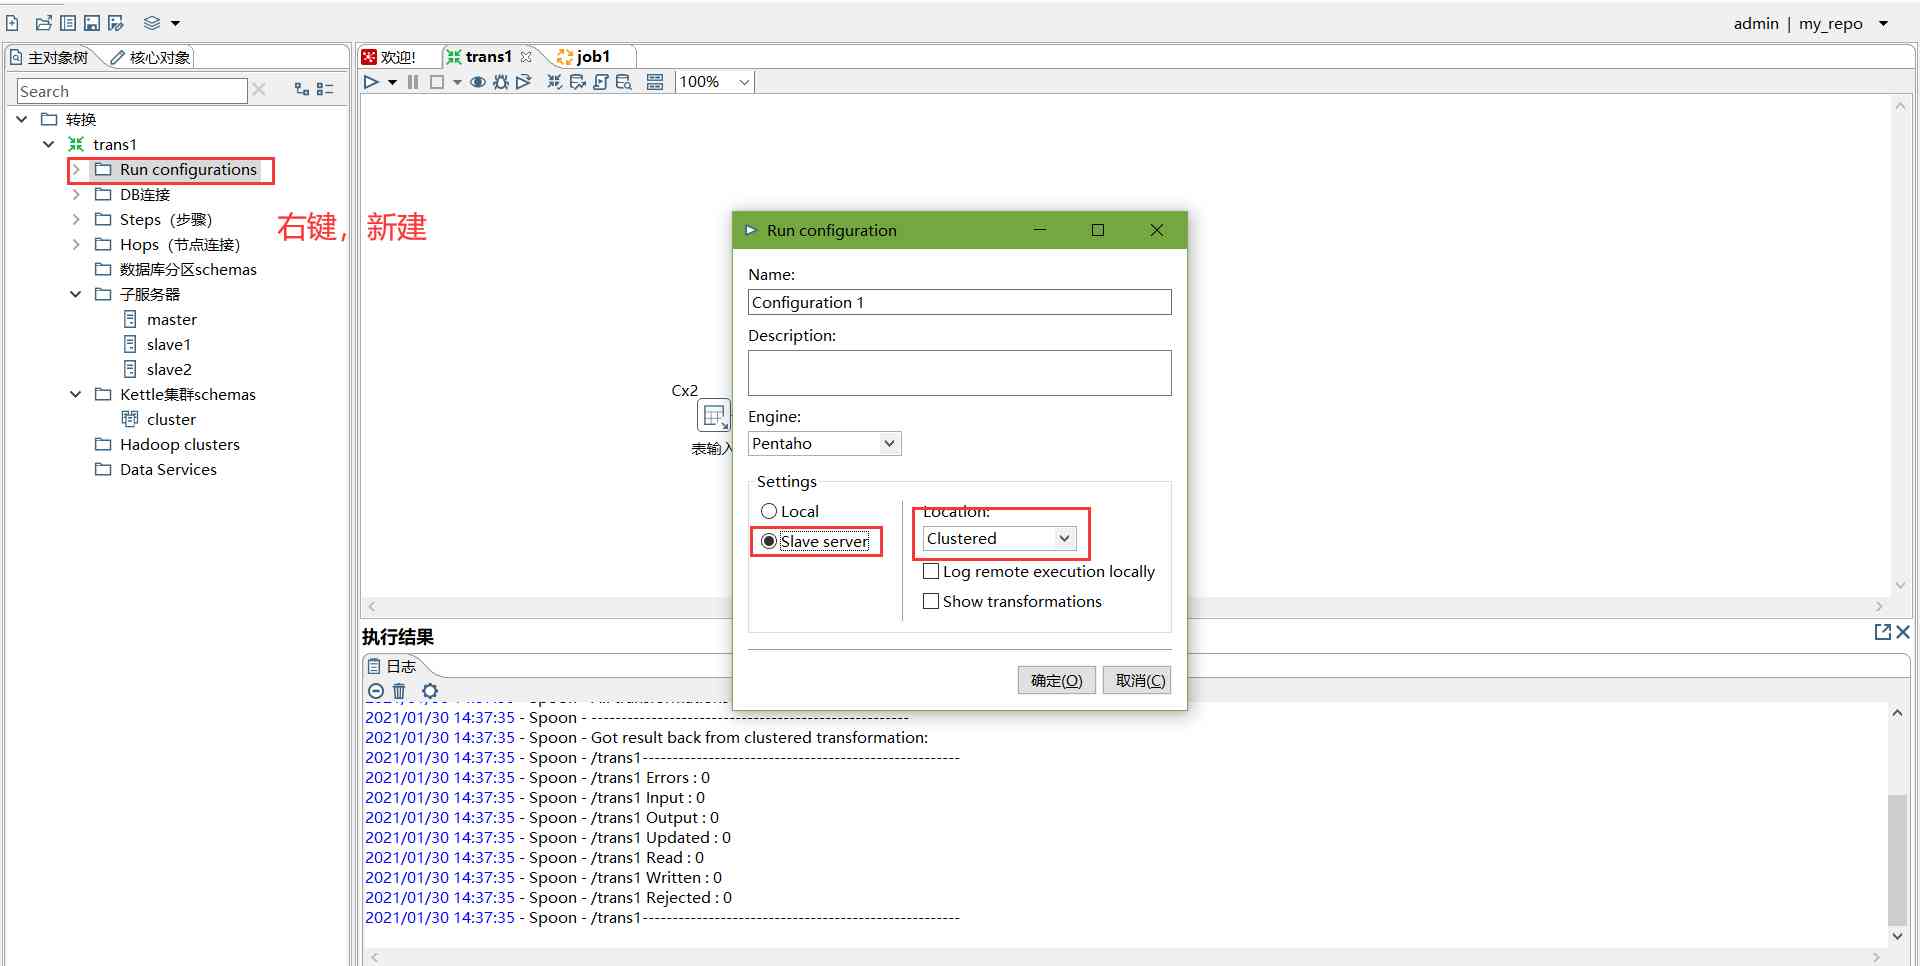 admin | my_repo
主对象树
核心对象
欢迎!
trans1
job1
Search
100%
转换
trans1
Run configurations
DB连接
Steps（步骤）
Hops（节点连接）
数据库分区schemas
子服务器
master
slave1
slave2
Kettle集群schemas
cluster
Hadoop clusters
Data Services
右键，新建
Cx2
表输入
Run configuration
Name:
Configuration 1
Description:
Engine:
Pentaho
Settings
Local
Slave server
Location:
Clustered
Log remote execution locally
Show transformations
确定(O)
取消(C)
执行结果
日志
2021/01/30 14:37:35 - Spoon - -----------------------------------------------------
2021/01/30 14:37:35 - Spoon - Got result back from clustered transformation:
2021/01/30 14:37:35 - Spoon - /trans1-----------------------------------------------------
2021/01/30 14:37:35 - Spoon - /trans1 Errors : 0
2021/01/30 14:37:35 - Spoon - /trans1 Input : 0
2021/01/30 14:37:35 - Spoon - /trans1 Output : 0
2021/01/30 14:37:35 - Spoon - /trans1 Updated : 0
2021/01/30 14:37:35 - Spoon - /trans1 Read : 0
2021/01/30 14:37:35 - Spoon - /trans1 Written : 0
2021/01/30 14:37:35 - Spoon - /trans1 Rejected : 0
2021/01/30 14:37:35 - Spoon - /trans1-----------------------------------------------------